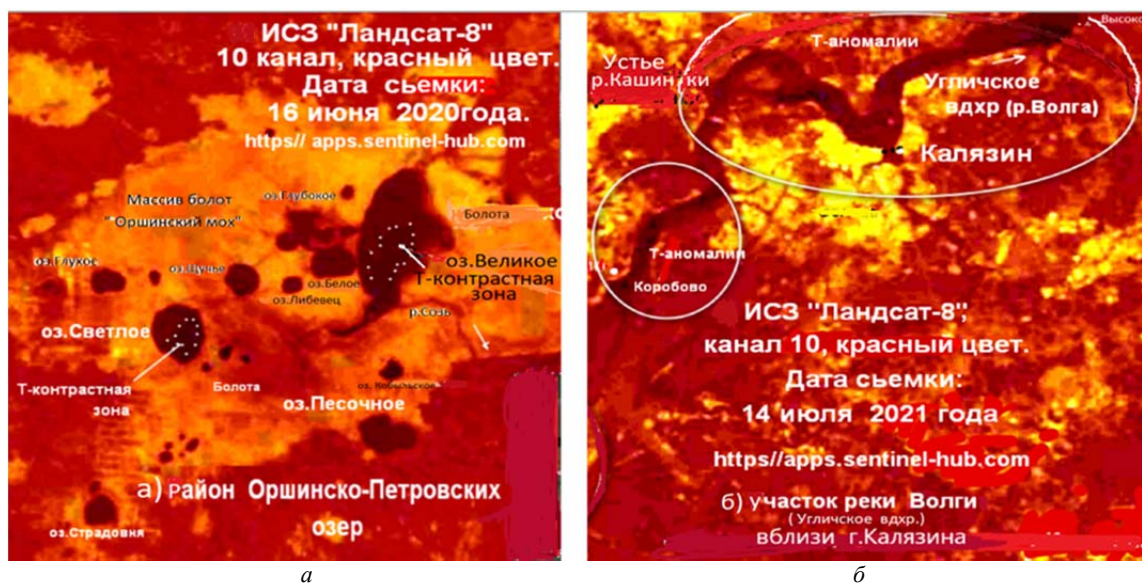 ИСЗ "Ландсат-8"
10 канал, красный цвет.
Дата сьемки:
16 июня 2020года.
https// apps.sentinel-hub.com
Массив болот
"Оршинский мох"
оз.Глубокое
Болота
оз.Глухое
оз.Щучье
оз.Белое
оз.Либевец
оз.Великое
Т-контрастная
зона
р.Созь
оз.Светлое
Т-контрастная
зона
Болота
оз.Песочное
а) Район Оршинско-Петровских
озер
оз.Страдовня
а
Т-аномалии
Устье
р.Кашинки
Угличское
вдхр (р.Волга)
Калязин
Т-аномалии
Коробово
ИСЗ "Ландсат-8",
канал 10, красный цвет.
Дата сьемки:
14 июля 2021 года
https//apps.sentinel-hub.com
б) участок реки Волги
(Угличское вдхр.)
вблизи г.Калязина
б